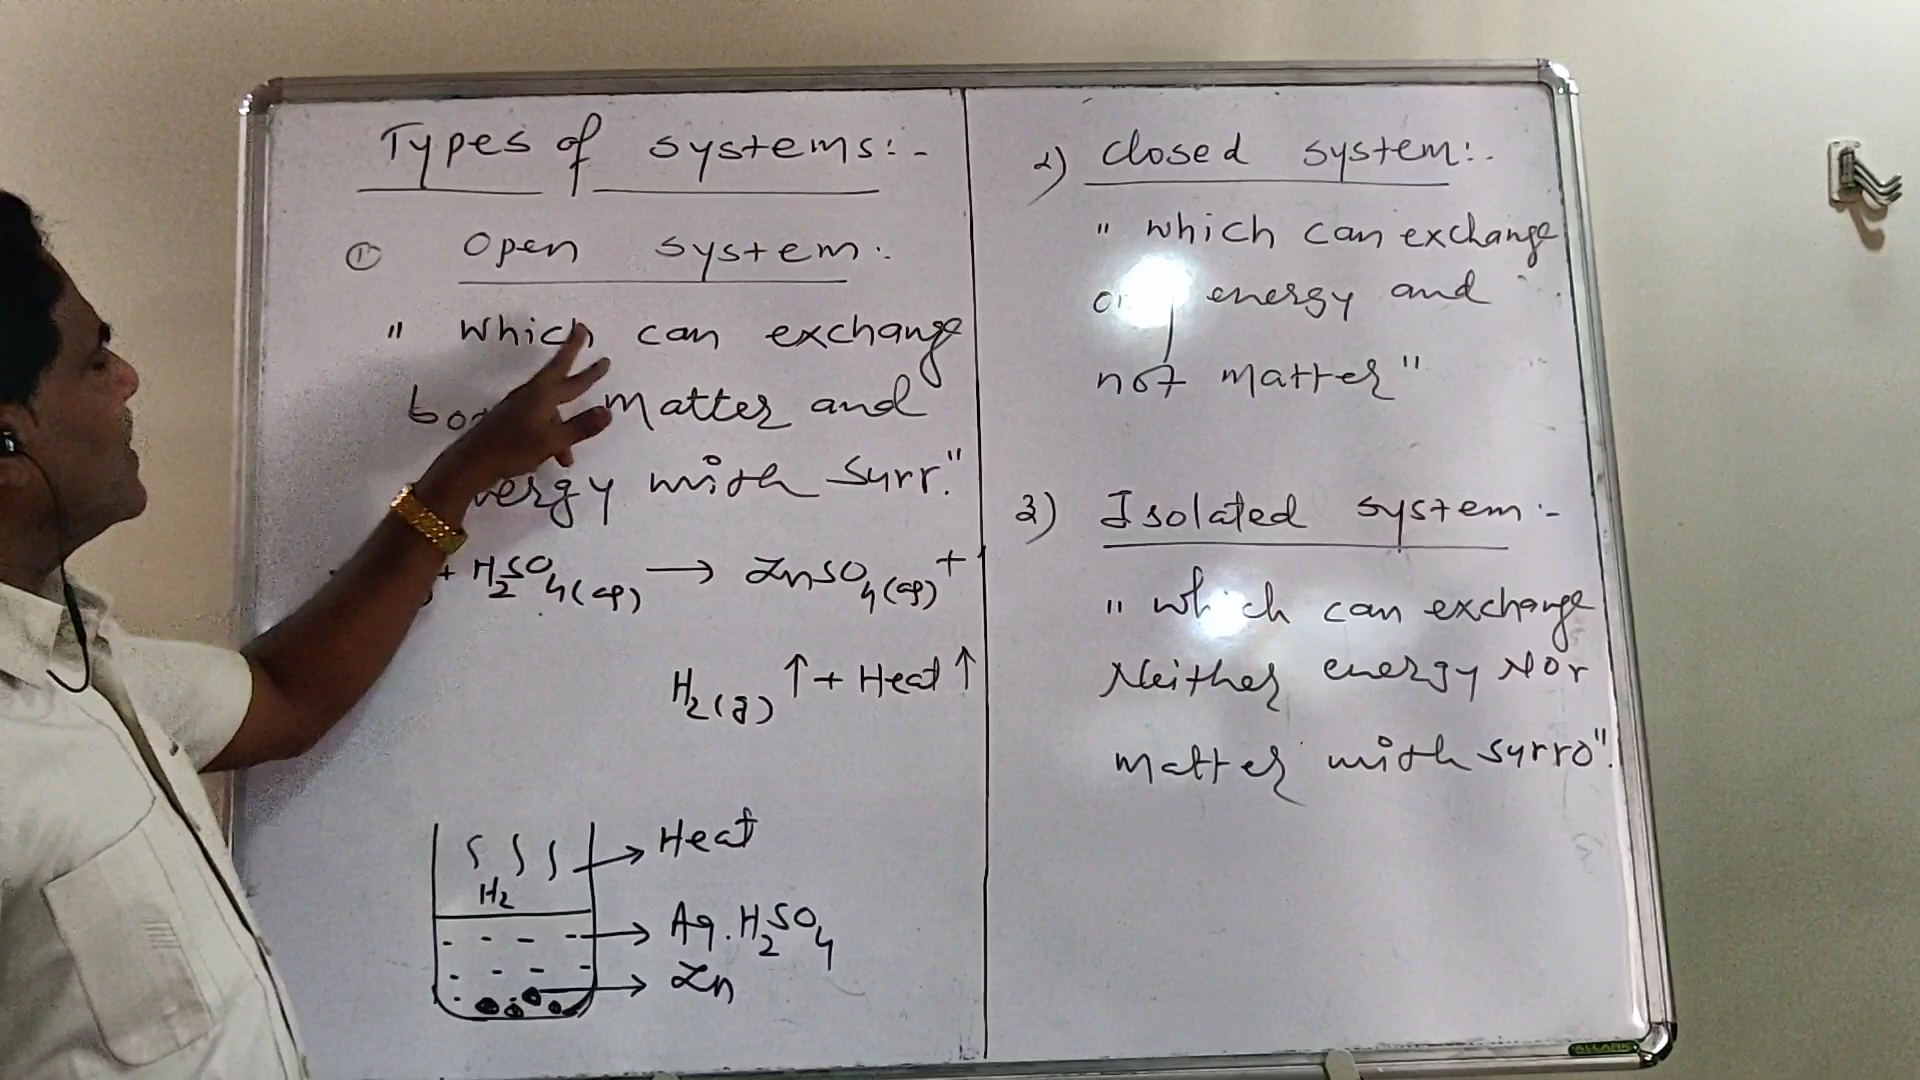 Types of systems:-
① Open system:
" which can exchange
matter and
with surr."
+ H2SO4(aq) → ZnSO4(aq) +
H2(g)↑ + Heat↑
Heat
H2
Aq. H2SO4
Zn
2) closed system:.
" which can exchange
energy and
not matter"
3) Isolated system:-
" which can exchange
Neither energy Nor
matter with surro".